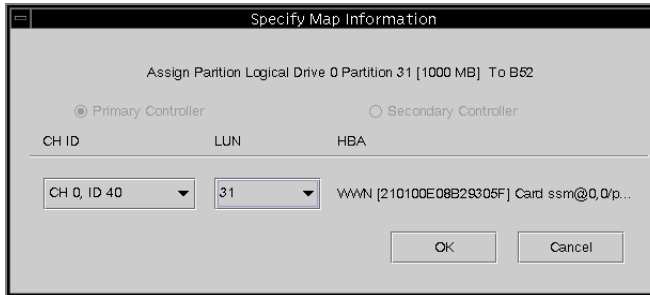 Specify Map Information
Assign Parition Logical Drive 0 Partition 31 [1000 MB] To B52
Primary Controller Secondary Controller
CH ID LUN HBA
CH 0, ID 40 31 WWN [210100E08B29305F] Card ssm@0,0/p...
OK Cancel